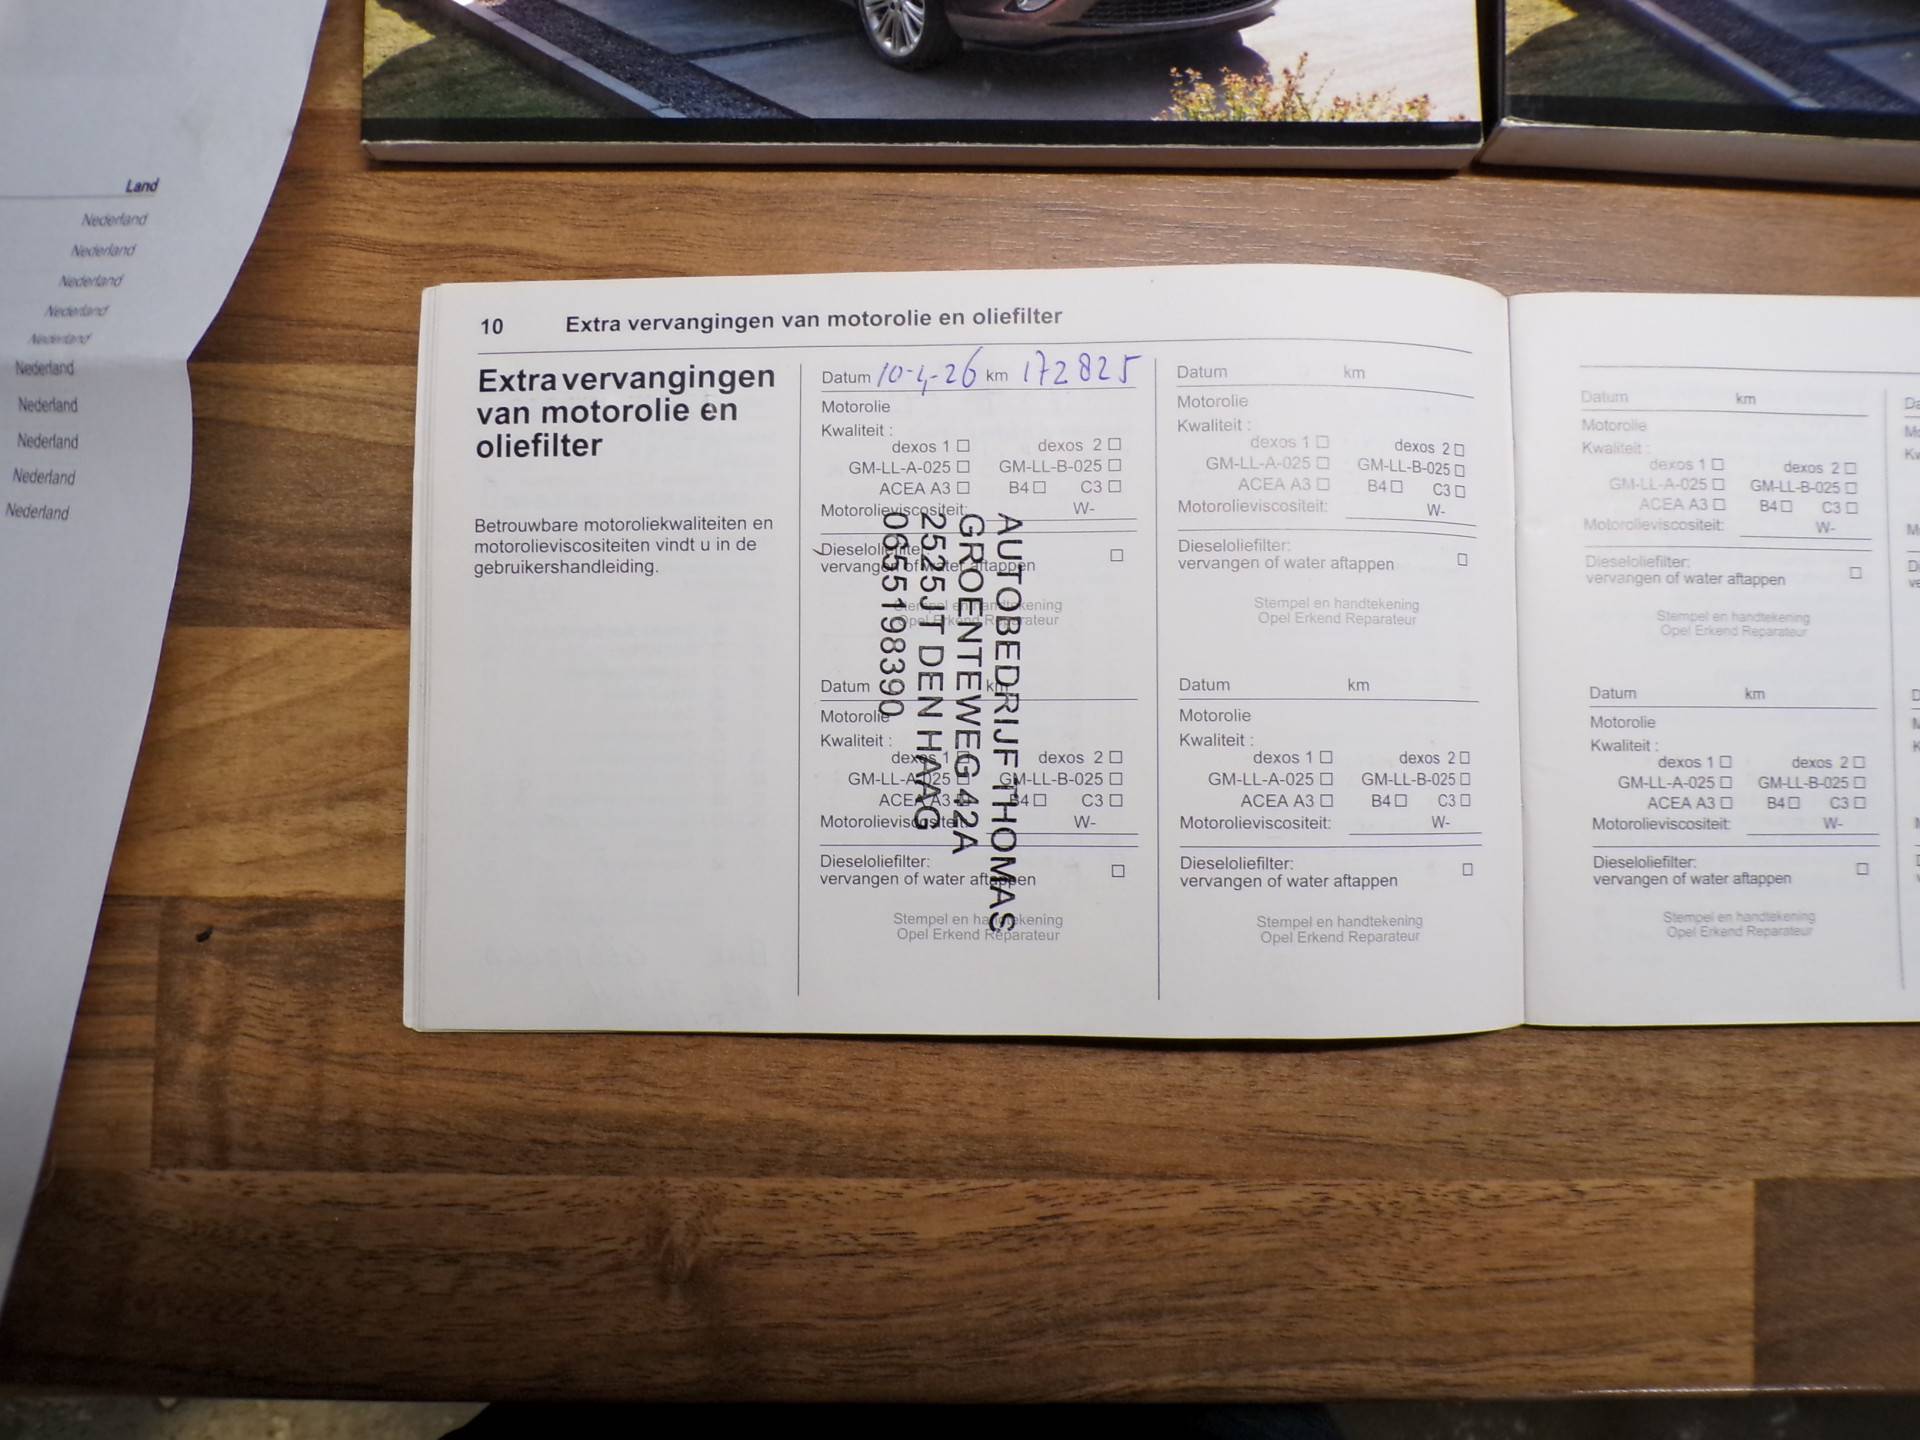 Land
Nederland
Nederland
Nederland
Nederland
Nederland
Nederland
Nederland
Nederland
Nederland
Nederland
10 Extra vervangingen van motorolie en oliefilter
Extra vervangingen
van motorolie en
oliefilter
Betrouwbare motoroliekwaliteiten en
motorolieviscositeiten vindt u in de
gebruikershandleiding.
Datum 10-4-26 km 172825
Motorolie
Kwaliteit :
dexos 1 □ dexos 2 □
GM-LL-A-025 □ GM-LL-B-025 □
ACEA A3 □ B4 □ C3 □
Motorolieviscositeit: W-
Dieseloliefilter:
vervangen of water aftappen □
Stempel en handtekening
Opel Erkend Reparateur
AUTOBEDRIJF THOMAS
GROENTEWEG 42A
2525JT DEN HAAG
0655198390
Datum km
Motorolie
Kwaliteit :
dexos 1 □ dexos 2 □
GM-LL-A-025 □ GM-LL-B-025 □
ACEA A3 □ B4 □ C3 □
Motorolieviscositeit: W-
Dieseloliefilter:
vervangen of water aftappen □
Stempel en handtekening
Opel Erkend Reparateur
Datum km
Motorolie
Kwaliteit :
dexos 1 □ dexos 2 □
GM-LL-A-025 □ GM-LL-B-025 □
ACEA A3 □ B4 □ C3 □
Motorolieviscositeit: W-
Dieseloliefilter:
vervangen of water aftappen □
Stempel en handtekening
Opel Erkend Reparateur
Datum km
Motorolie
Kwaliteit :
dexos 1 □ dexos 2 □
GM-LL-A-025 □ GM-LL-B-025 □
ACEA A3 □ B4 □ C3 □
Motorolieviscositeit: W-
Dieseloliefilter:
vervangen of water aftappen □
Stempel en handtekening
Opel Erkend Reparateur
Datum km
Motorolie
Kwaliteit :
dexos 1 □ dexos 2 □
GM-LL-A-025 □ GM-LL-B-025 □
ACEA A3 □ B4 □ C3 □
Motorolieviscositeit: W-
Dieseloliefilter:
vervangen of water aftappen □
Stempel en handtekening
Opel Erkend Reparateur
Datum km
Motorolie
Kwaliteit :
dexos 1 □ dexos 2 □
GM-LL-A-025 □ GM-LL-B-025 □
ACEA A3 □ B4 □ C3 □
Motorolieviscositeit: W-
Dieseloliefilter:
vervangen of water aftappen □
Stempel en handtekening
Opel Erkend Reparateur